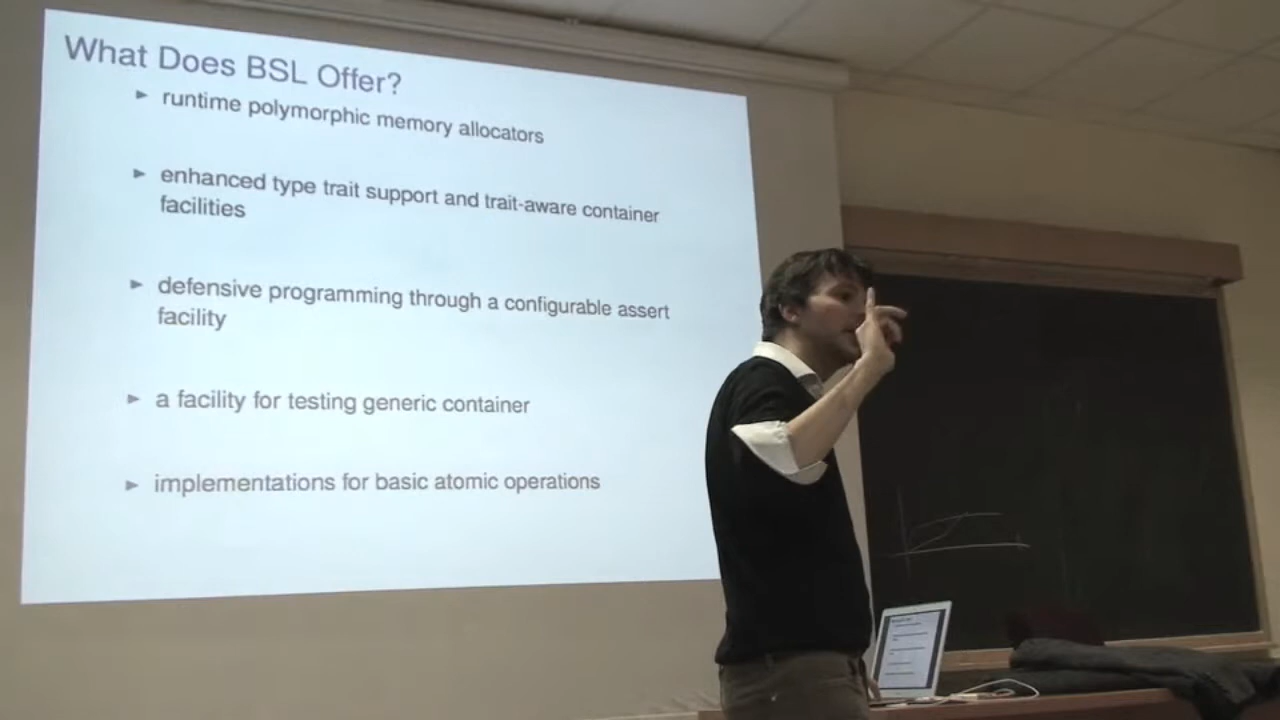 What Does BSL Offer?
▶ runtime polymorphic memory allocators
▶ enhanced type trait support and trait-aware container
facilities
▶ defensive programming through a configurable assert
facility
▶ a facility for testing generic container
▶ implementations for basic atomic operations